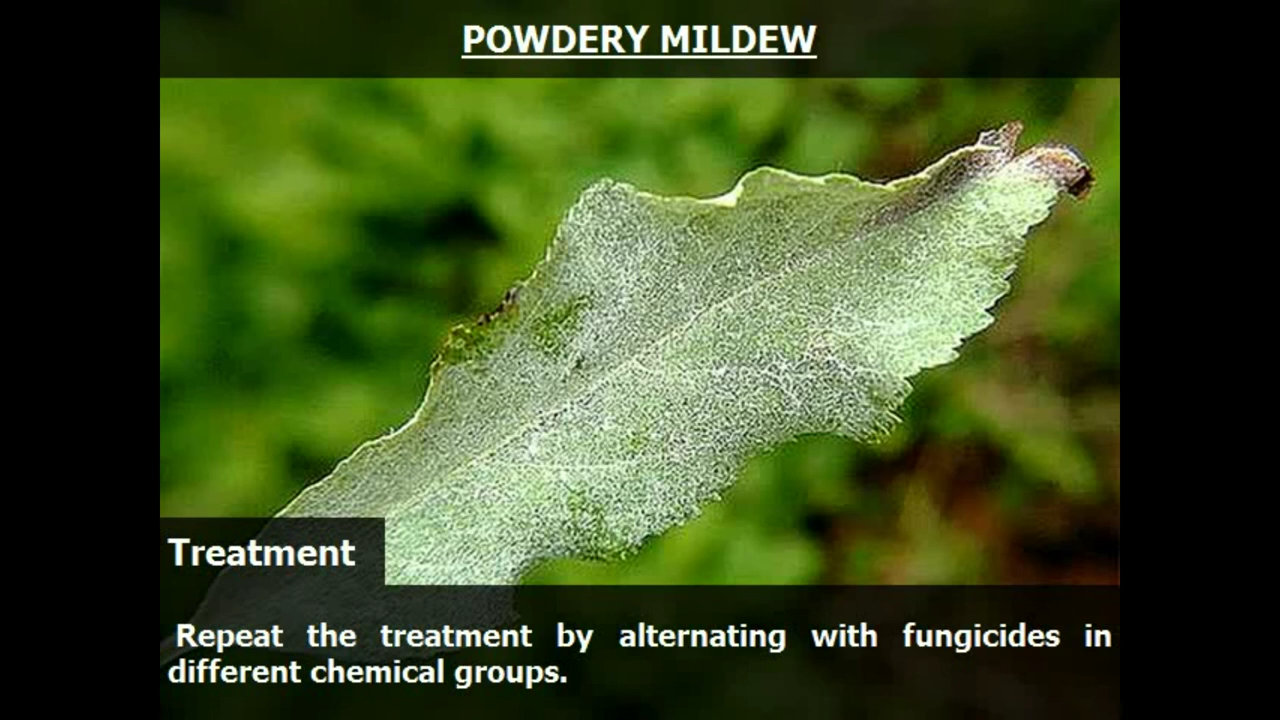 POWDERY MILDEW
Treatment
Repeat the treatment by alternating with fungicides in
different chemical groups.